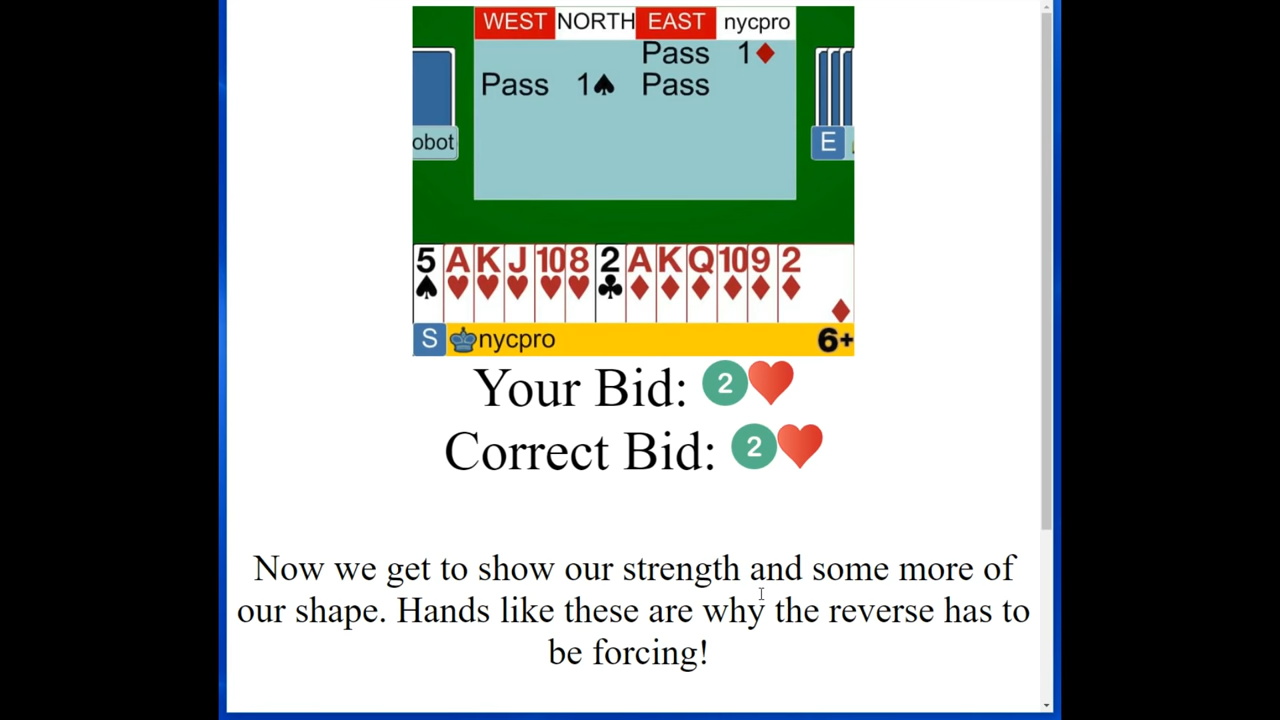 WEST NORTH EAST nycpro
Pass 1♦
Pass 1♠ Pass
obot
E
5 A K J 10 8 2 A K Q 10 9 2
♠ ♥ ♥ ♥ ♥ ♥ ♣ ♦ ♦ ♦ ♦ ♦ ♦ ♦
S nycpro 6+
Your Bid: 2♥
Correct Bid: 2♥
Now we get to show our strength and some more of
our shape. Hands like these are why the reverse has to
be forcing!